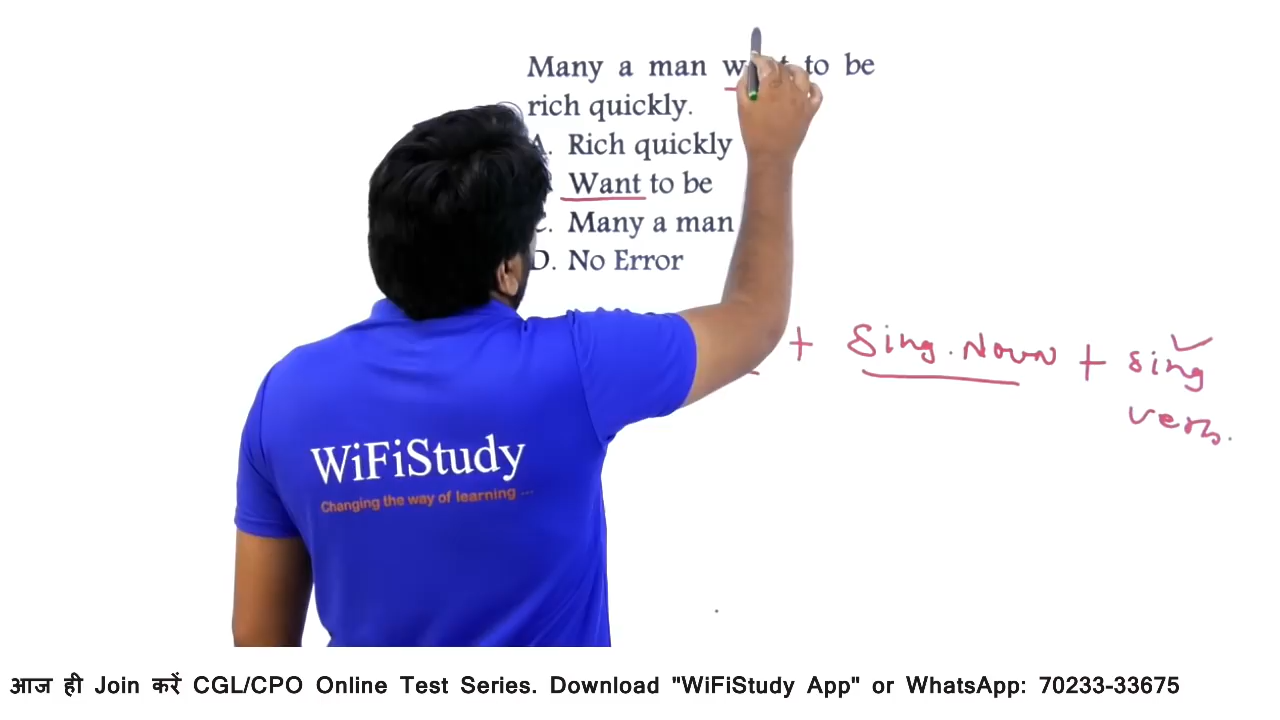 Many a man to be
rich quickly.
A. Rich quickly
Want to be
C. Many a man
D. No Error
+ Sing. Noun + sing
verb.
WiFiStudy
Changing the way of learning ...
आज ही Join करें CGL/CPO Online Test Series. Download "WiFiStudy App" or WhatsApp: 70233-33675